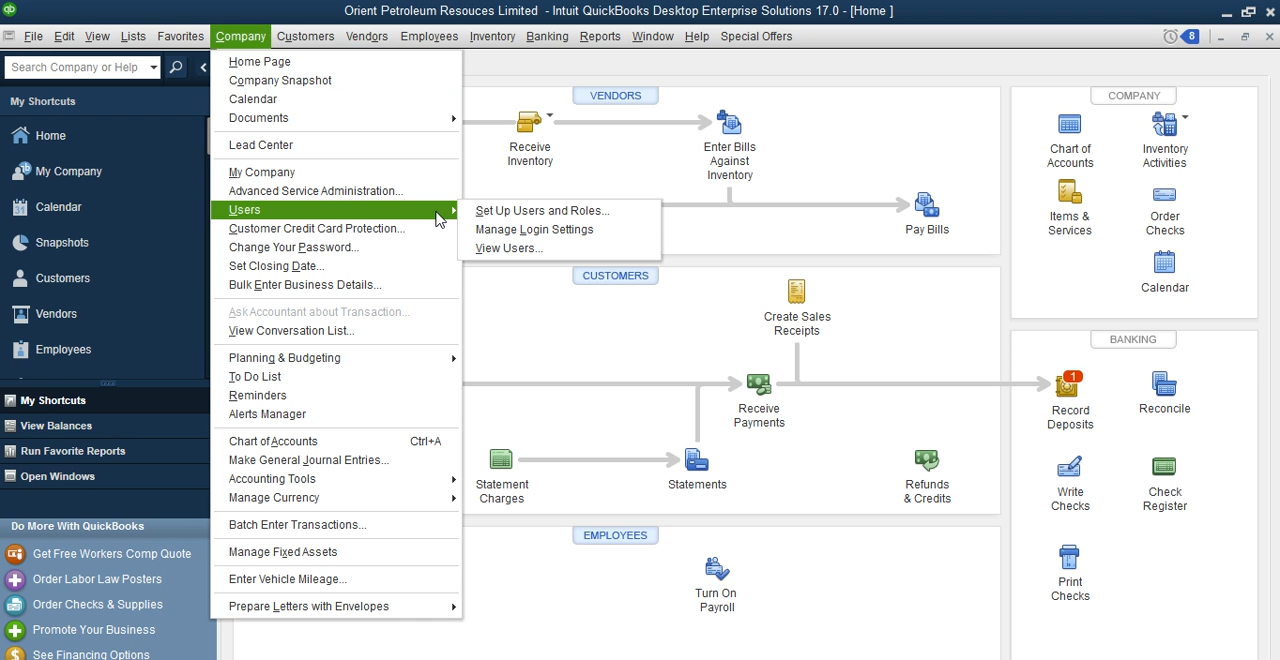 qb
Orient Petroleum Resouces Limited - Intuit QuickBooks Desktop Enterprise Solutions 17.0 - [Home ]
File Edit View Lists Favorites Company Customers Vendors Employees Inventory Banking Reports Window Help Special Offers
8
Search Company or Help
My Shortcuts
Home
My Company
Calendar
Snapshots
Customers
Vendors
Employees
My Shortcuts
View Balances
Run Favorite Reports
Open Windows
Do More With QuickBooks
Get Free Workers Comp Quote
Order Labor Law Posters
Order Checks & Supplies
Promote Your Business
See Financing Options
Home Page
Company Snapshot
Calendar
Documents
Lead Center
My Company
Advanced Service Administration...
Users
Customer Credit Card Protection...
Change Your Password...
Set Closing Date...
Bulk Enter Business Details...
Ask Accountant about Transaction...
View Conversation List...
Planning & Budgeting
To Do List
Reminders
Alerts Manager
Chart of Accounts Ctrl+A
Make General Journal Entries...
Accounting Tools
Manage Currency
Batch Enter Transactions...
Manage Fixed Assets
Enter Vehicle Mileage...
Prepare Letters with Envelopes
Set Up Users and Roles...
Manage Login Settings
View Users...
VENDORS
Receive
Inventory
Enter Bills
Against
Inventory
Pay Bills
CUSTOMERS
Create Sales
Receipts
Receive
Payments
Statement
Charges
Statements
Refunds
& Credits
EMPLOYEES
Turn On
Payroll
COMPANY
Chart of
Accounts
Inventory
Activities
Items &
Services
Order
Checks
Calendar
BANKING
1
Record
Deposits
Reconcile
Write
Checks
Check
Register
Print
Checks